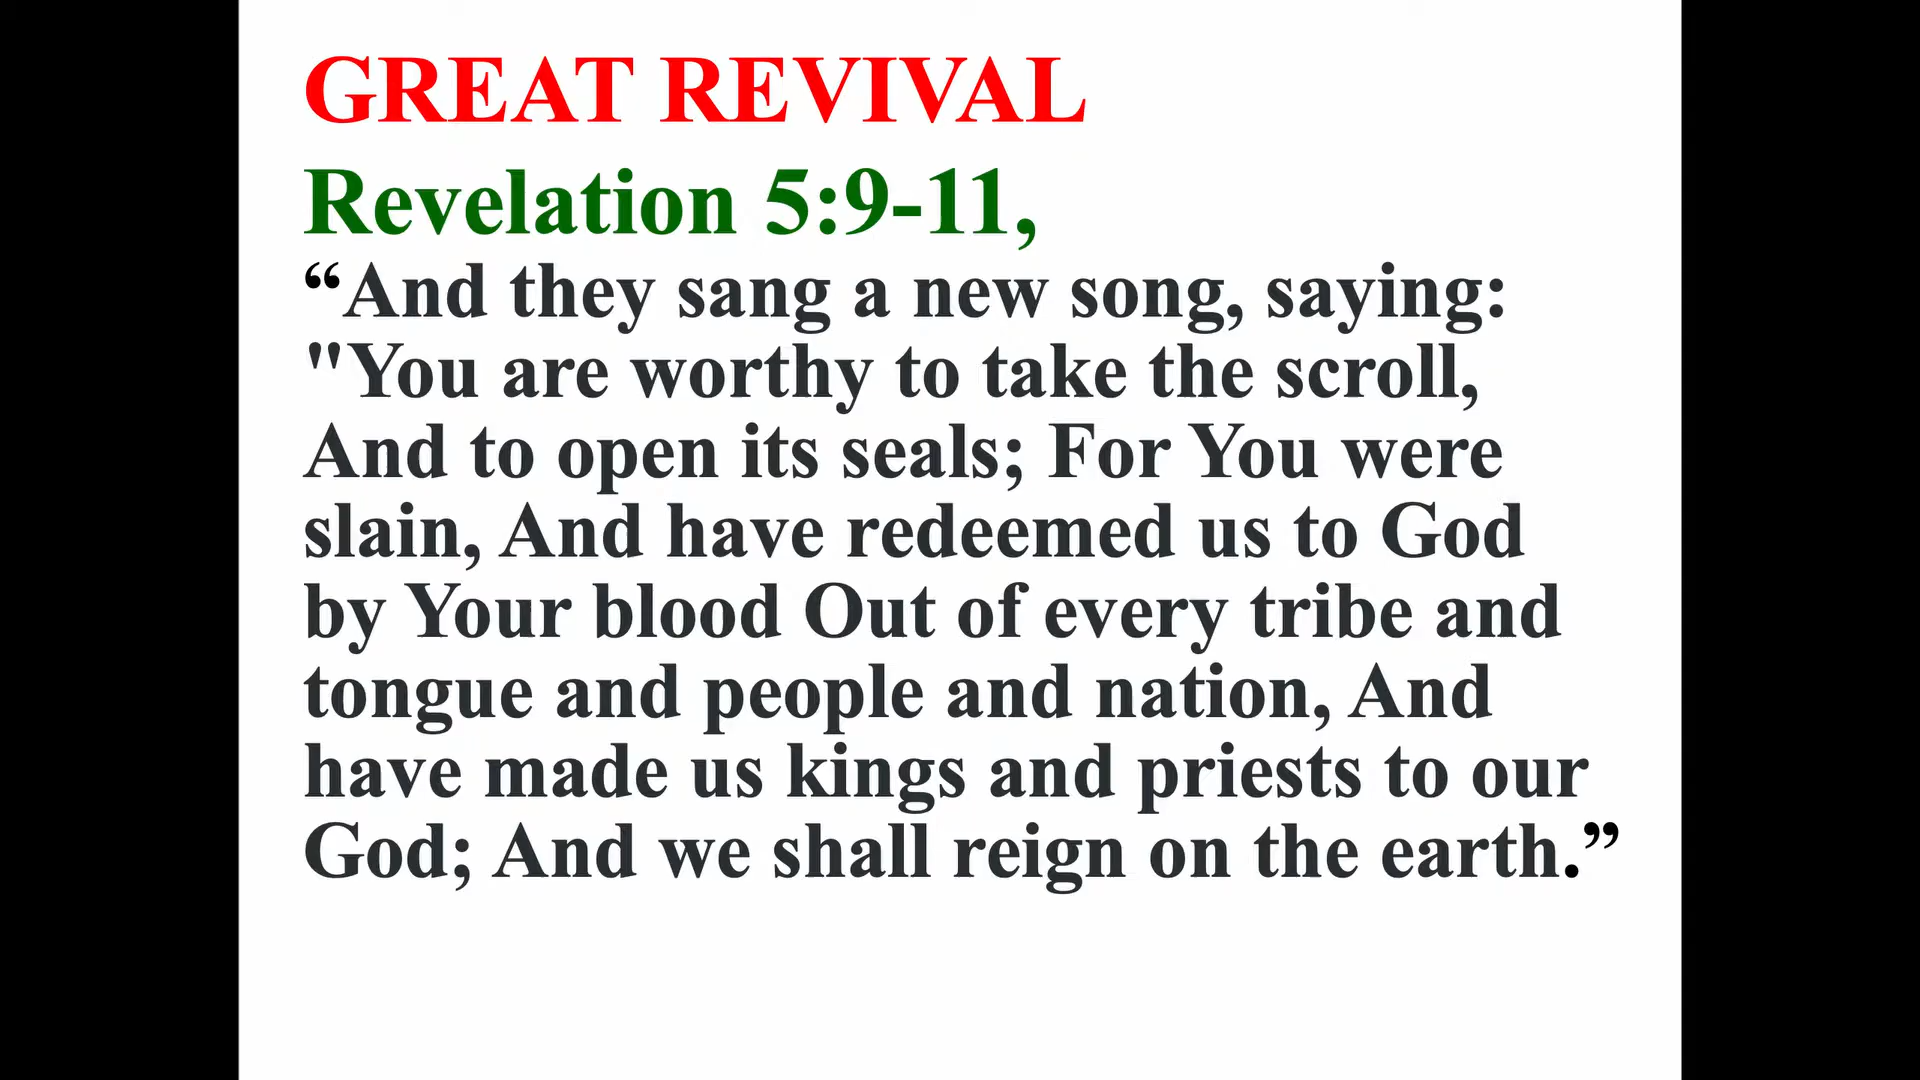 GREAT REVIVAL
Revelation 5:9-11,
“And they sang a new song, saying:
"You are worthy to take the scroll,
And to open its seals; For You were
slain, And have redeemed us to God
by Your blood Out of every tribe and
tongue and people and nation, And
have made us kings and priests to our
God; And we shall reign on the earth.”